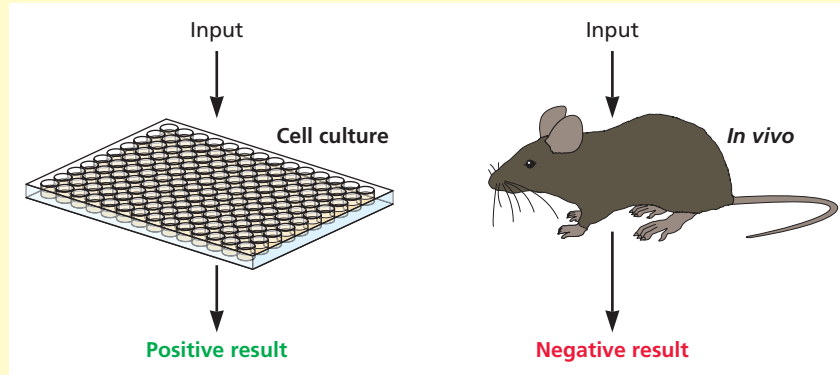 Input
Cell culture
Positive result
Input
In vivo
Negative result